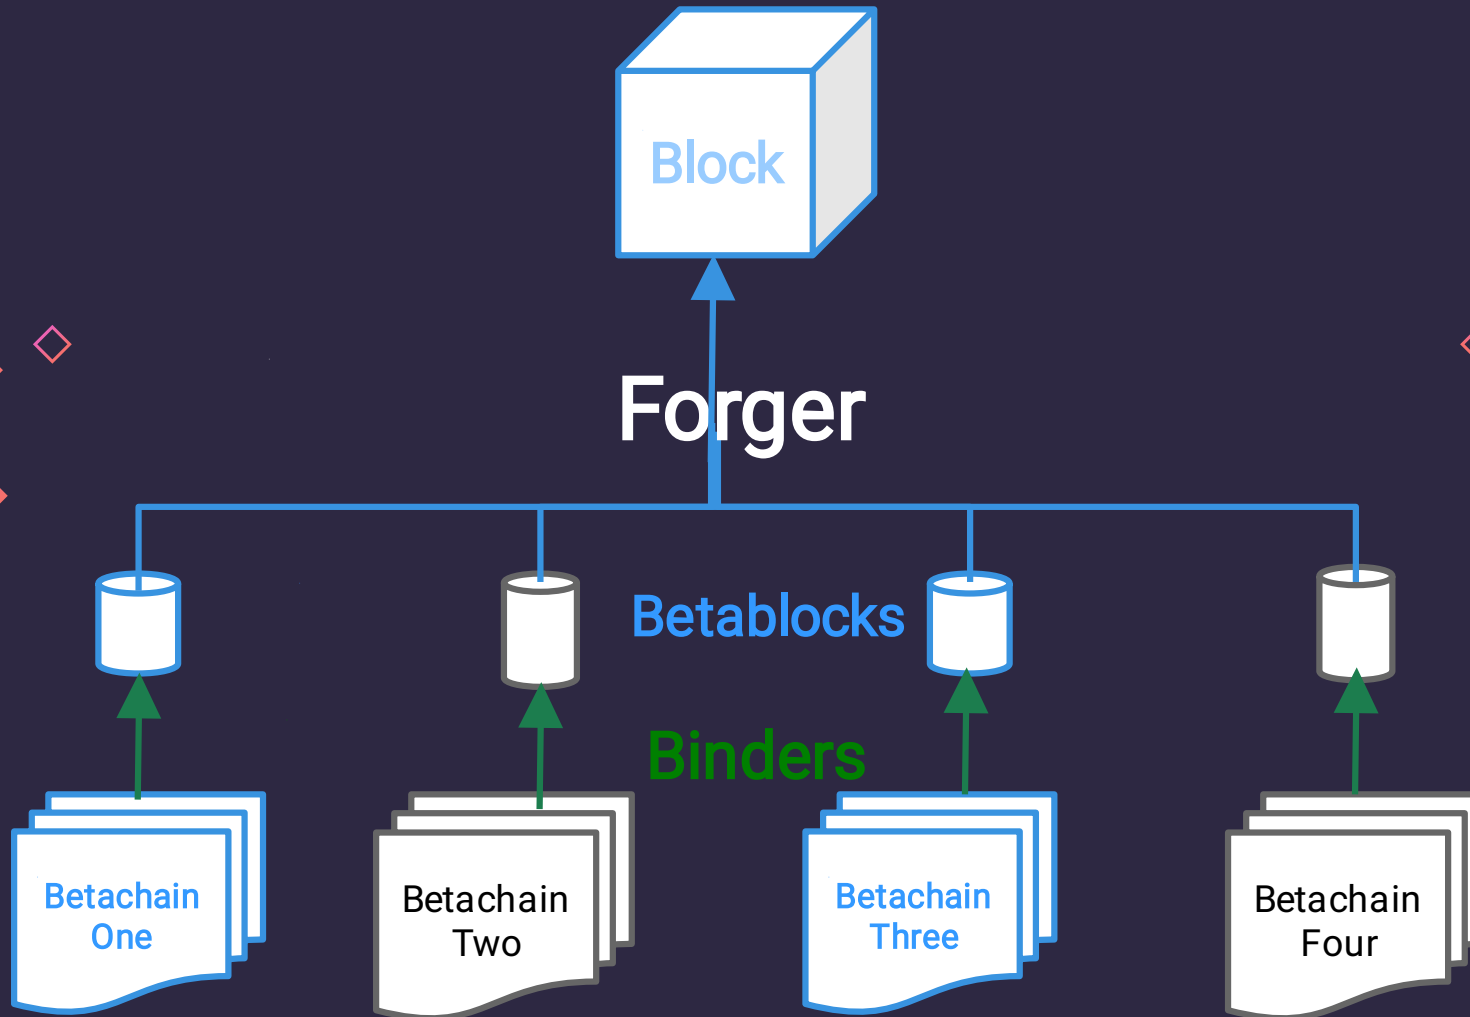 Block
Forger
Betablocks
Binders
Betachain
One
Betachain
Two
Betachain
Three
Betachain
Four